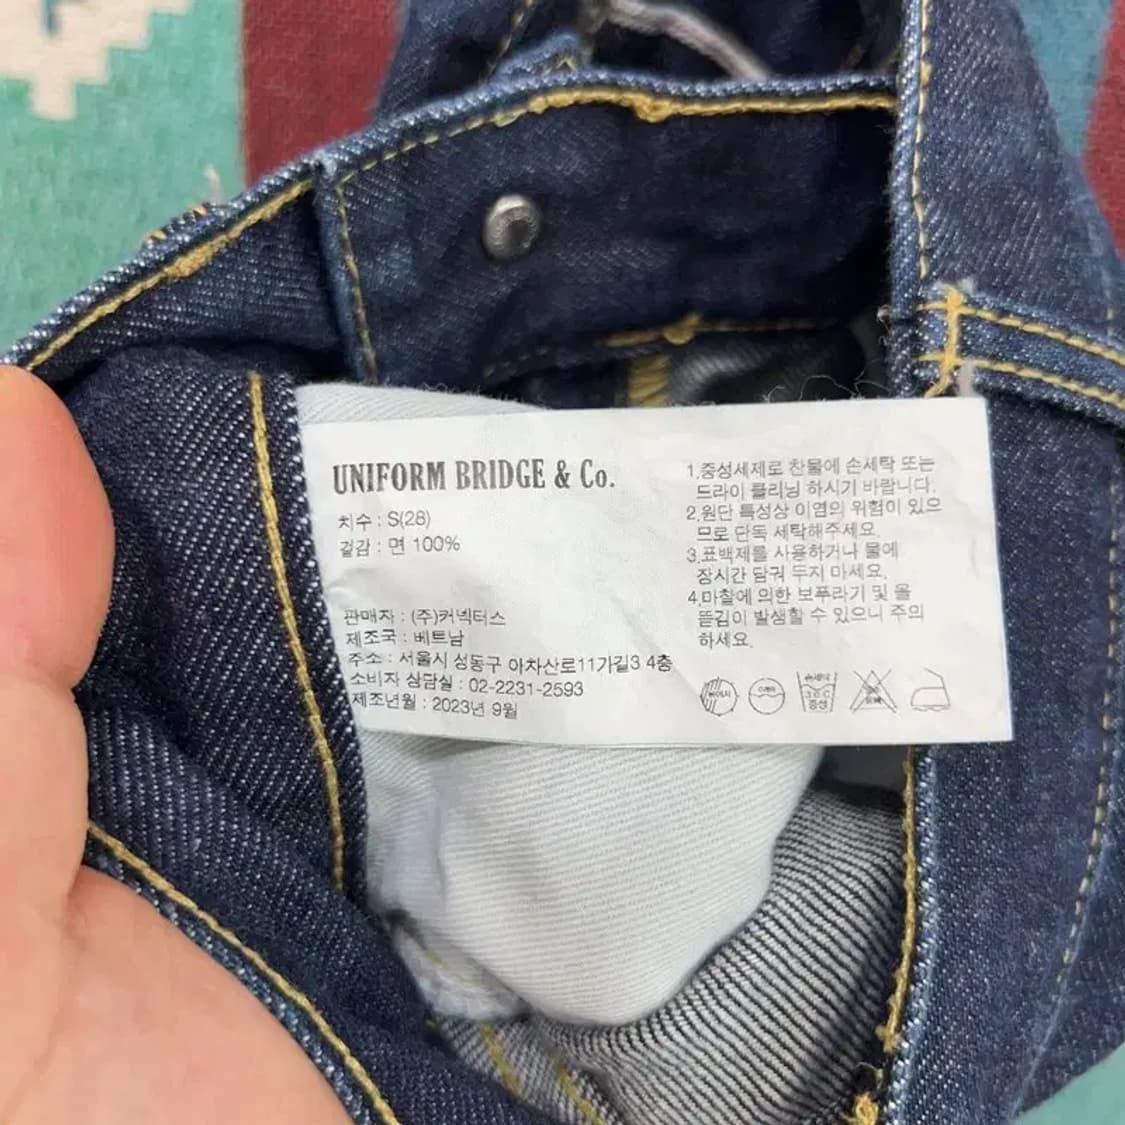 UNIFORM BRIDGE & Co.
치수 : S(28)
겉감 : 면 100%
판매자 : (주)커넥터스
제조국 : 베트남
주소 : 서울시 성동구 아차산로11가길3 4층
소비자 상담실 : 02-2231-2593
제조년월 : 2023년 9월
1.중성세제로 찬물에 손세탁 또는
드라이 클리닝 하시기 바랍니다.
2.원단 특성상 이염의 위험이 있으
므로 단독 세탁해주세요.
3.표백제를 사용하거나 물에
장시간 담궈 두지 마세요.
4.마찰에 의한 보푸라기 및 올
뜯김이 발생할 수 있으니 주의
하세요.
손세탁
30℃
중성